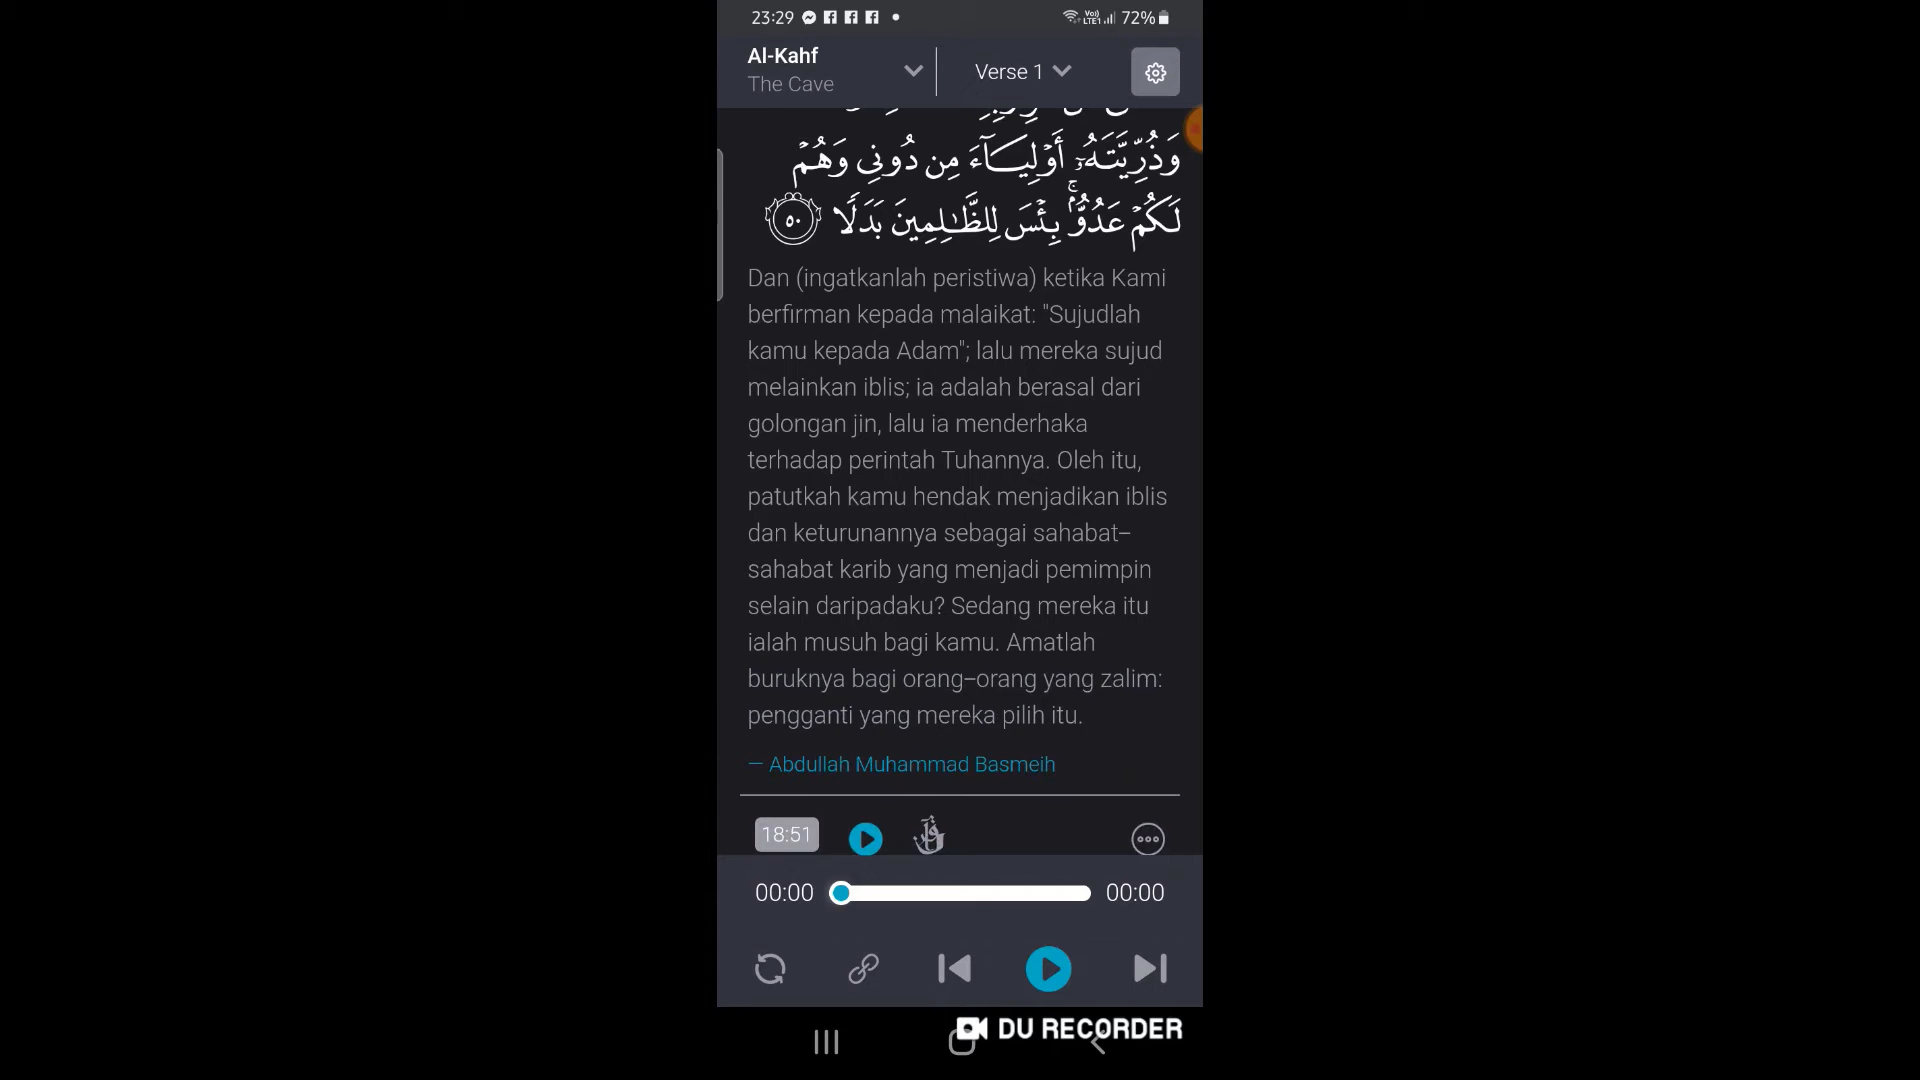 23:29
VoI) LTE1 72%
Al-Kahf
The Cave
Verse 1
وَذُرِّيَّتَهُۥٓ أَوۡلِيَآءَ مِن دُونِي وَهُمۡ
لَكُمۡ عَدُوُّۢۚ بِئۡسَ لِلظَّـٰلِمِينَ بَدَلٗا ٥٠
Dan (ingatkanlah peristiwa) ketika Kami
berfirman kepada malaikat: "Sujudlah
kamu kepada Adam"; lalu mereka sujud
melainkan iblis; ia adalah berasal dari
golongan jin, lalu ia menderhaka
terhadap perintah Tuhannya. Oleh itu,
patutkah kamu hendak menjadikan iblis
dan keturunannya sebagai sahabat–
sahabat karib yang menjadi pemimpin
selain daripadaku? Sedang mereka itu
ialah musuh bagi kamu. Amatlah
buruknya bagi orang–orang yang zalim:
pengganti yang mereka pilih itu.
— Abdullah Muhammad Basmeih
18:51
00:00 00:00
DU RECORDER